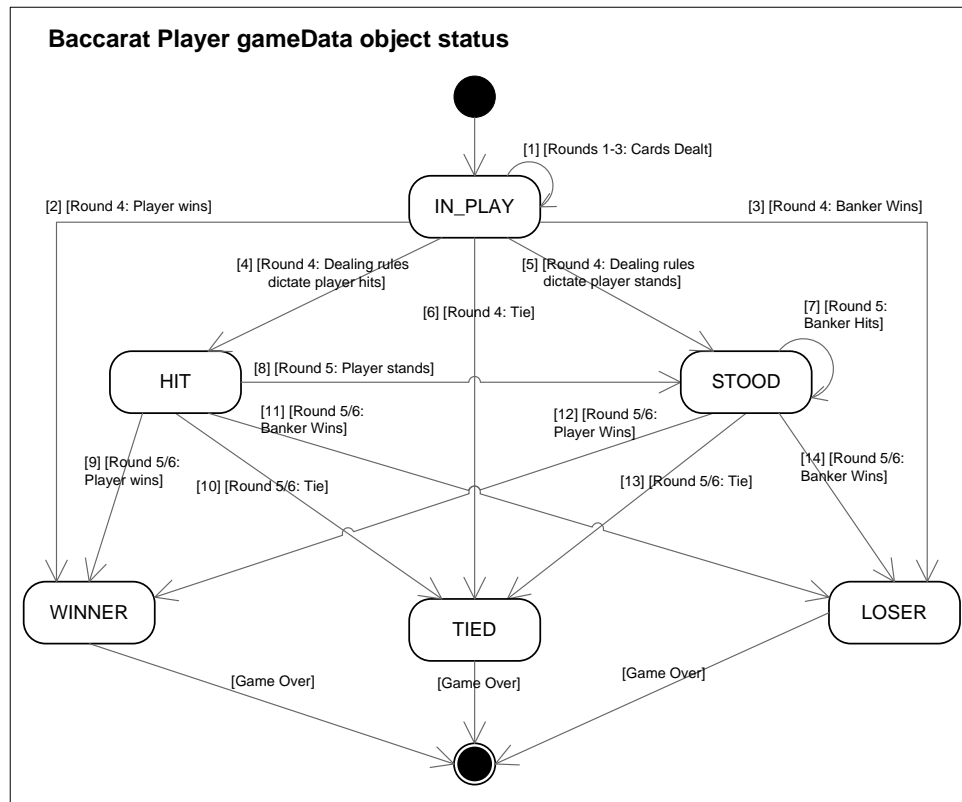 Baccarat Player gameData object status
[1] [Rounds 1-3: Cards Dealt]
IN_PLAY
[2] [Round 4: Player wins]
[3] [Round 4: Banker Wins]
[4] [Round 4: Dealing rules
dictate player hits]
[5] [Round 4: Dealing rules
dictate player stands]
[6] [Round 4: Tie]
[7] [Round 5:
Banker Hits]
HIT
[8] [Round 5: Player stands]
STOOD
[11] [Round 5/6:
Banker Wins]
[12] [Round 5/6:
Player Wins]
[9] [Round 5/6:
Player wins]
[10] [Round 5/6: Tie]
[13] [Round 5/6: Tie]
[14] [Round 5/6:
Banker Wins]
WINNER
TIED
LOSER
[Game Over]
[Game Over]
[Game Over]